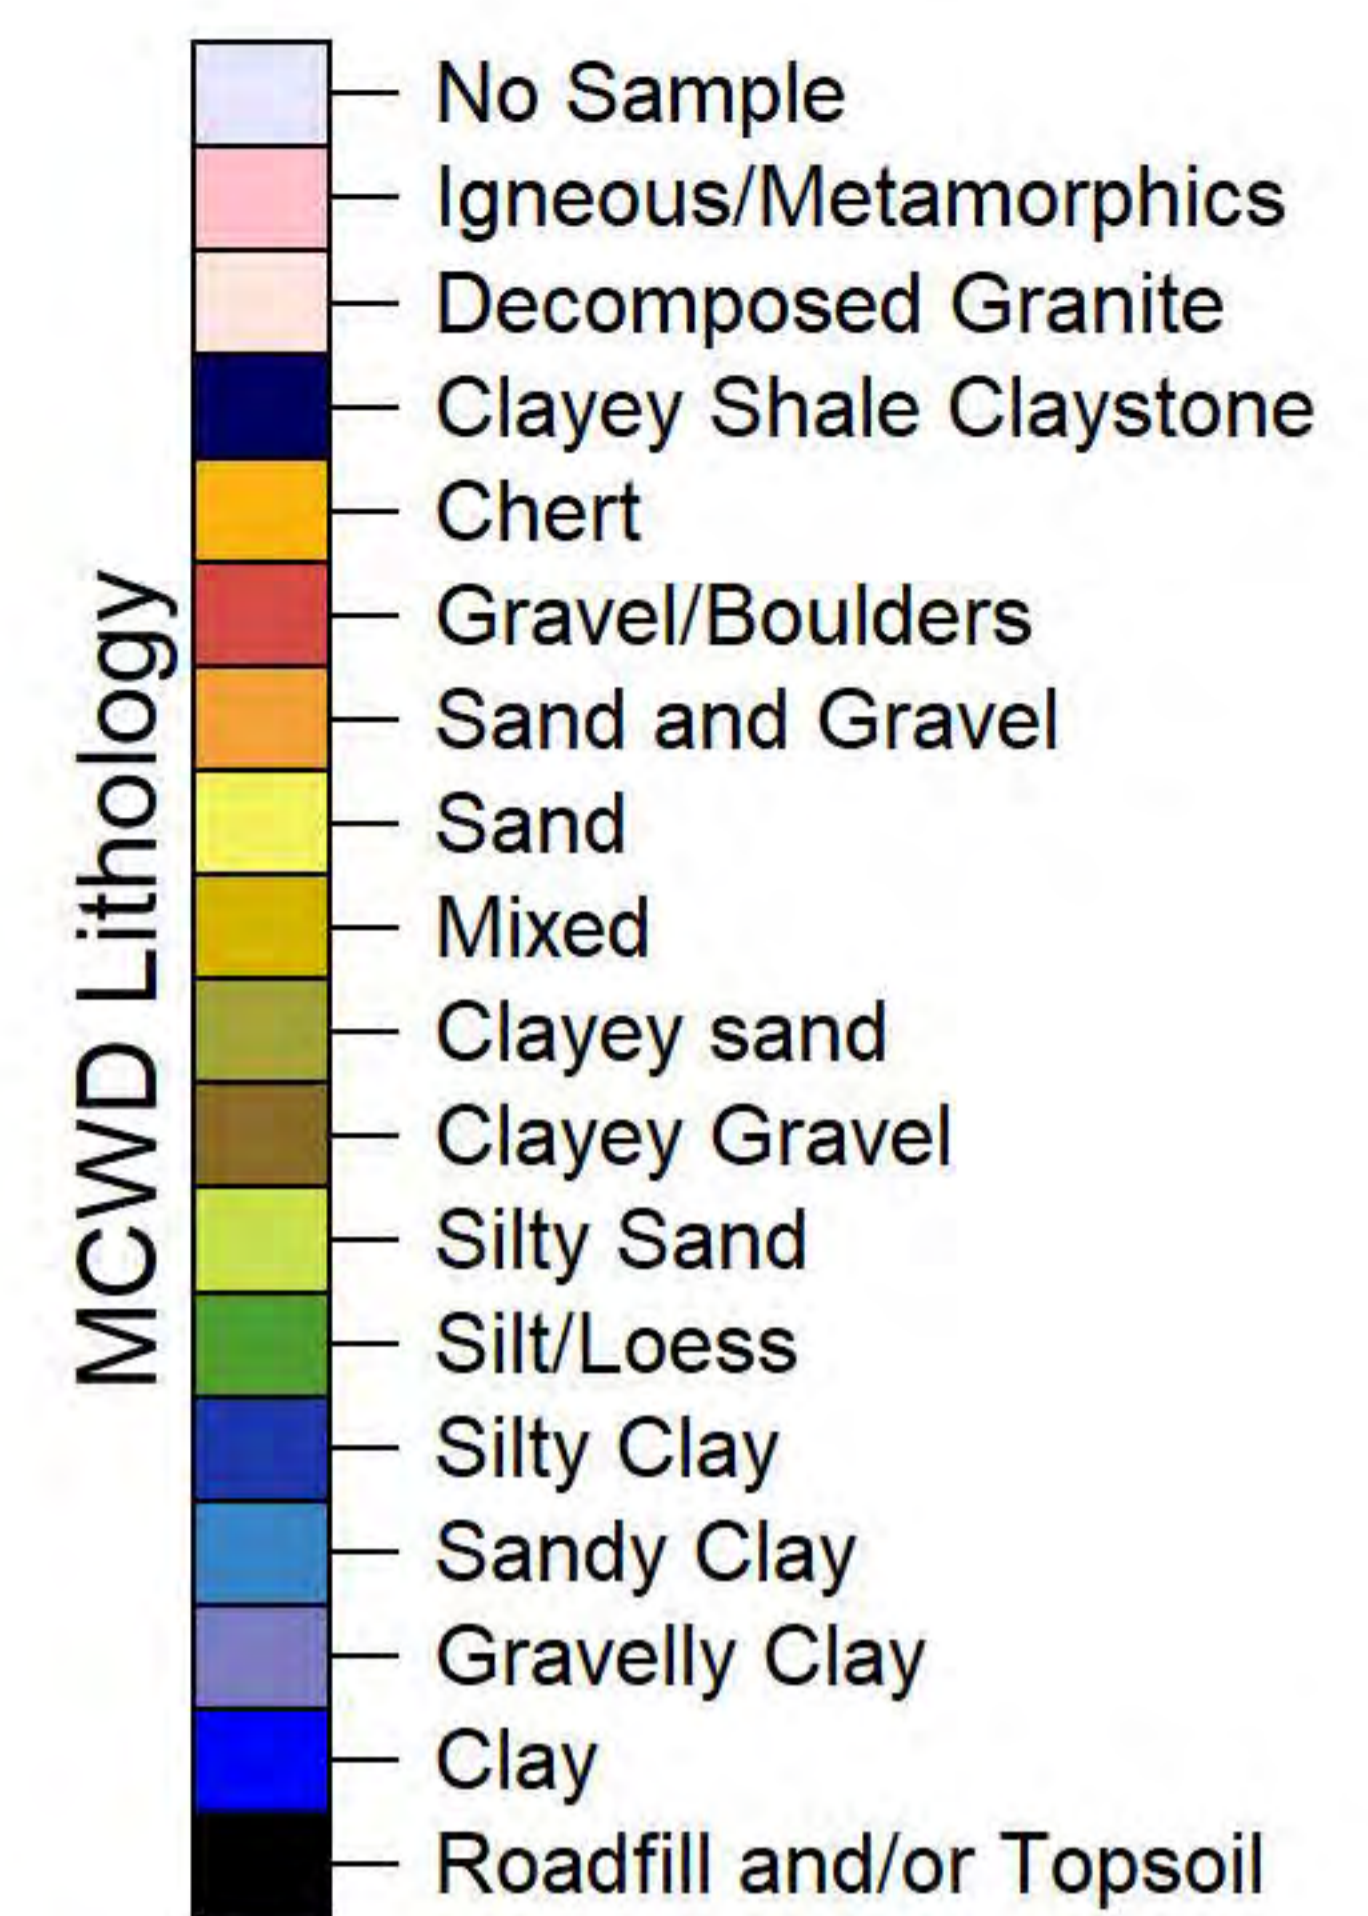 MCWD Lithology
No Sample
Igneous/Metamorphics
Decomposed Granite
Clayey Shale Claystone
Chert
Gravel/Boulders
Sand and Gravel
Sand
Mixed
Clayey sand
Clayey Gravel
Silty Sand
Silt/Loess
Silty Clay
Sandy Clay
Gravelly Clay
Clay
Roadfill and/or Topsoil